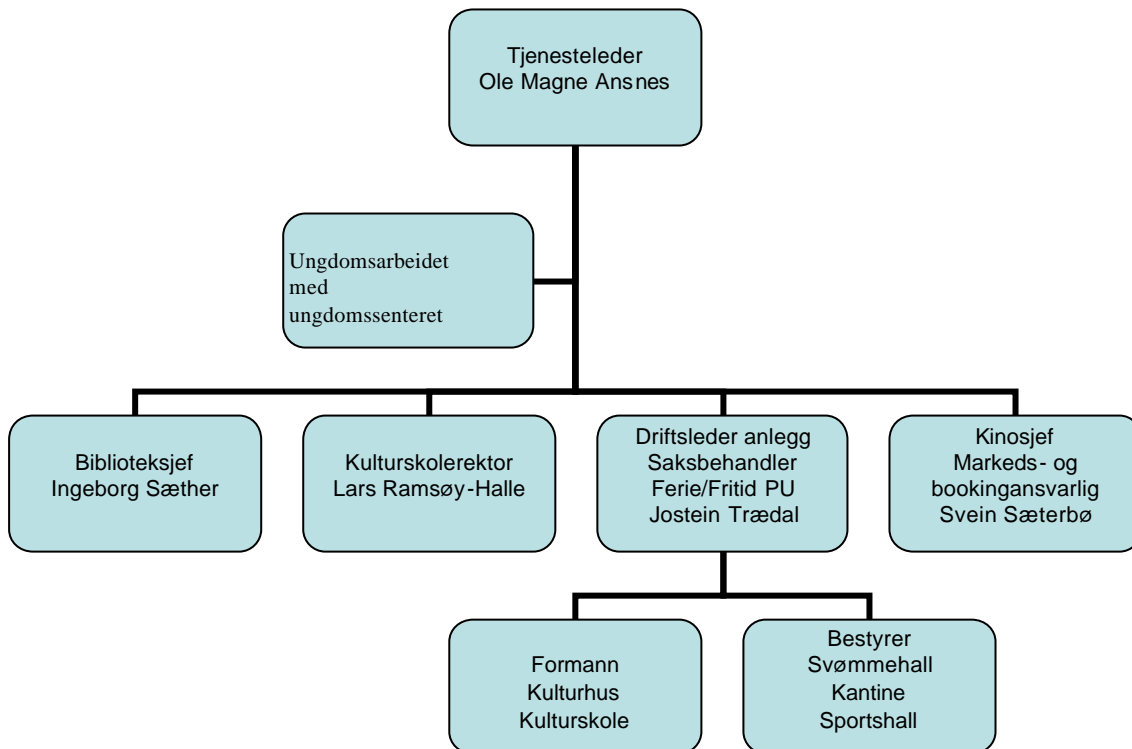 Tjenesteleder
Ole Magne Ansnes
Ungdomsarbeidet
med
ungdomssenteret
Biblioteksjef
Ingeborg Sæther
Kulturskolerektor
Lars Ramsøy-Halle
Driftsleder anlegg
Saksbehandler
Ferie/Fritid PU
Jostein Trædal
Kinosjef
Markeds- og
bookingansvarlig
Svein Sæterbø
Formann
Kulturhus
Kulturskole
Bestyrer
Svømmehall
Kantine
Sportshall